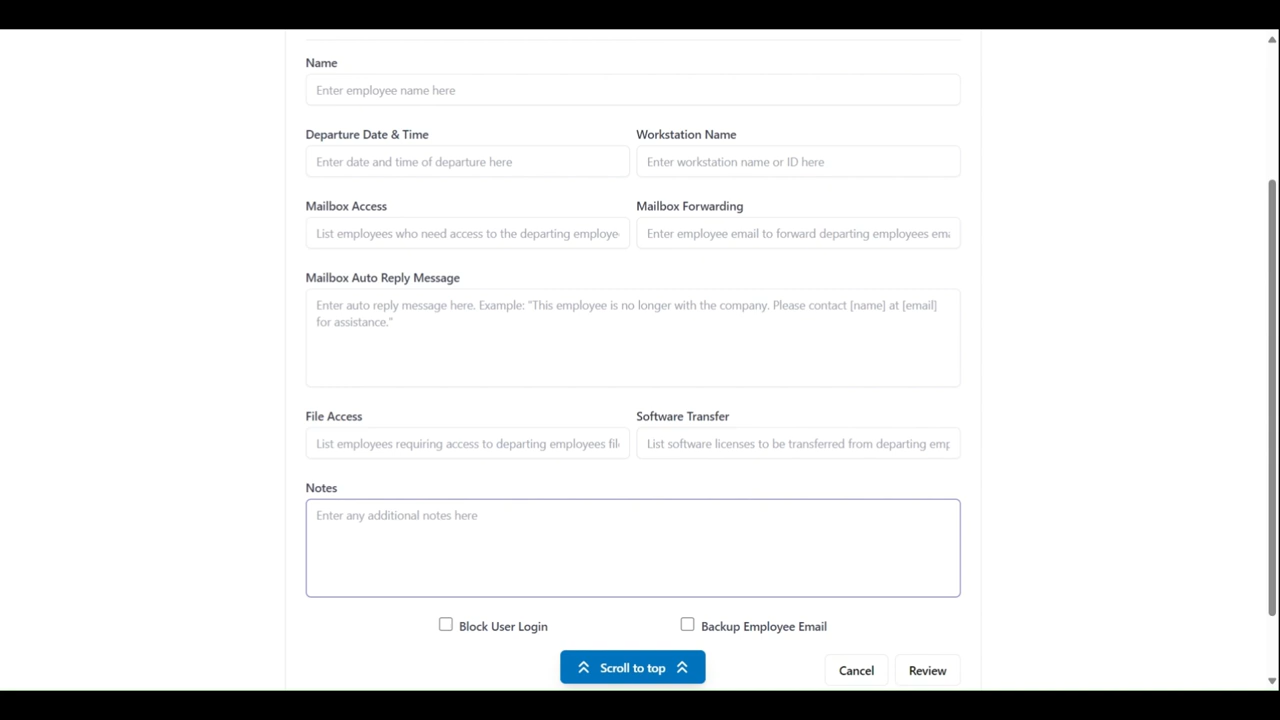 Name
Enter employee name here
Departure Date & Time
Workstation Name
Enter date and time of departure here
Enter workstation name or ID here
Mailbox Access
Mailbox Forwarding
List employees who need access to the departing employe
Enter employee email to forward departing employees ema
Mailbox Auto Reply Message
Enter auto reply message here. Example: "This employee is no longer with the company. Please contact [name] at [email]
for assistance."
File Access
Software Transfer
List employees requiring access to departing employees fil
List software licenses to be transferred from departing emp
Notes
Enter any additional notes here
Block User Login
Backup Employee Email
Scroll to top
Cancel
Review